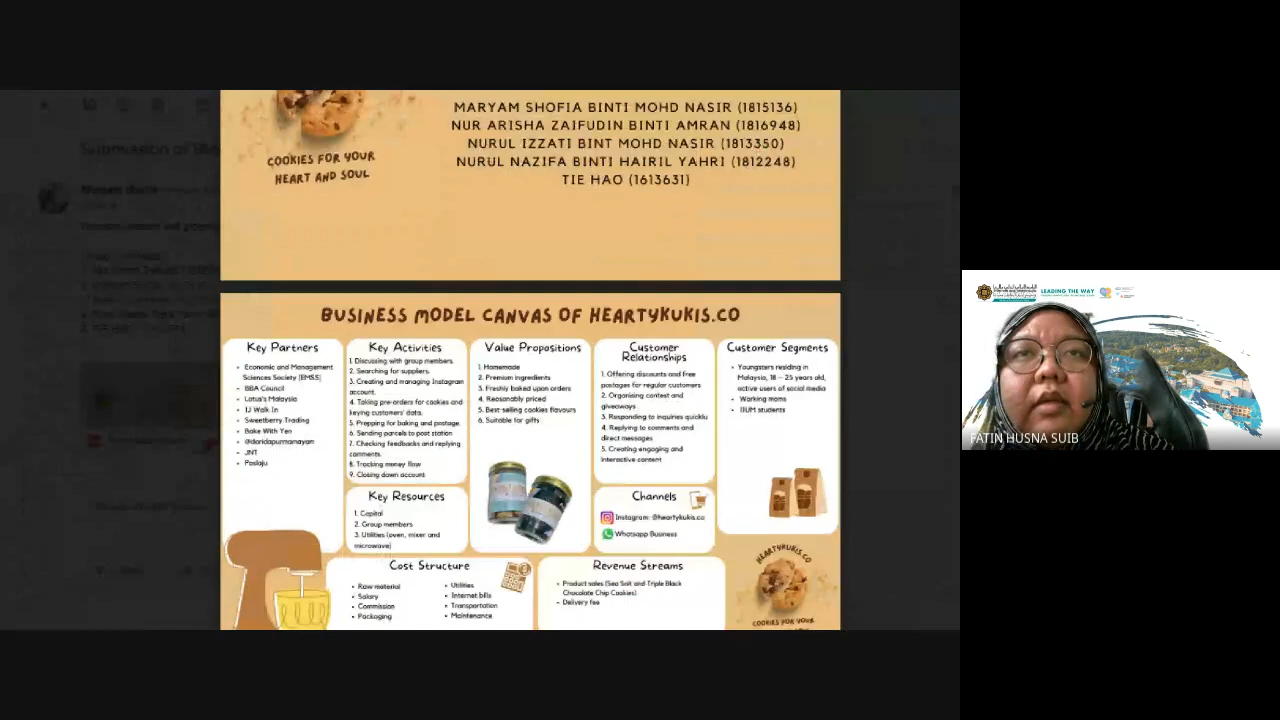 COOKIES FOR YOUR
HEART AND SOUL
MARYAM SHOFIA BINTI MOHD NASIR (1815136)
NUR ARISHA ZAIFUDIN BINTI AMRAN (1816948)
NURUL IZZATI BINT MOHD NASIR (1813350)
NURUL NAZIFA BINTI HAIRIL YAHRI (1812248)
TIE HAO (1613631)
BUSINESS MODEL CANVAS OF HEARTYKUKIS.CO
Key Partners
• Economic and Management
Sciences Society (EMSS)
• BBA Council
• Lotus's Malaysia
• IJ Walk In
• Sweetberry Trading
• Bake With Yen
• @doridapurnamayam
• JNT
• Poslaju
Key Activities
1. Discussing with group members.
2. Searching for suppliers.
3. Creating and managing Instagram
account.
4. Taking pre-orders for cookies and
keying customers' data.
5. Prepping for baking and postage.
6. Sending parcels to post station
7. Checking feedbacks and replying
comments.
8. Tracking money flow
9. Closing down account
Key Resources
1. Capital
2. Group members
3. Utilities (oven, mixer and
microwave)
Value Propositions
1. Homemade
2. Premium ingredients
3. Freshly baked upon orders
4. Reasonably priced
5. Best-selling cookies flavours
6. Suitable for gifts
Customer
Relationships
1. Offering discounts and free
postages for regular customers
2. Organising contest and
giveaways
3. Responding to inquiries quickly
4. Replying to comments and
direct messages
5. Creating engaging and
interactive content
Channels
Instagram: @heartykukis.co
Whatsapp Business
Customer Segments
• Youngsters residing in
Malaysia, 18 – 25 years old,
active users of social media
• Working moms
• IIUM students
Cost Structure
• Raw material
• Salary
• Commission
• Packaging
• Utilities
• Internet bills
• Transportation
• Maintenance
Revenue Streams
• Product sales (Sea Salt and Triple Black
Chocolate Chip Cookies)
• Delivery fee
HEARTYKUKIS.CO
COOKIES FOR YOUR
LEADING THE WAY
FATIN HUSNA SUIB